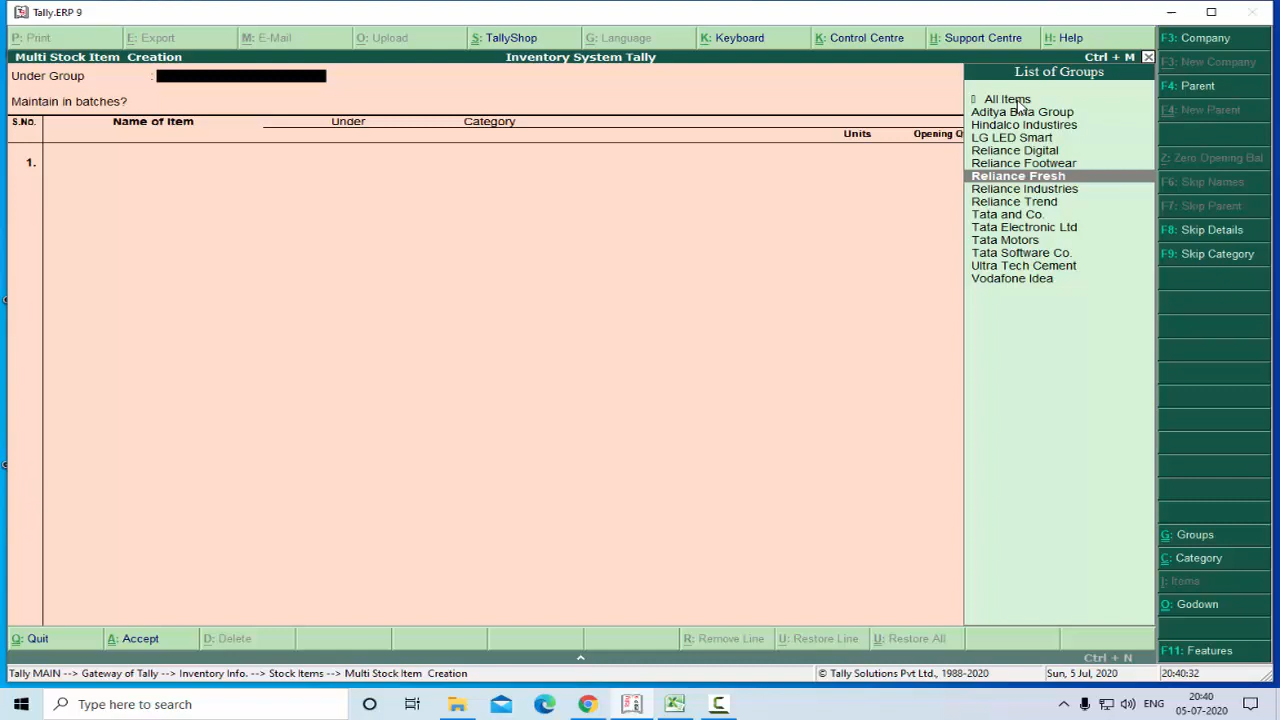 Tally.ERP 9
P: Print
E: Export
M: E-Mail
O: Upload
S: TallyShop
G: Language
K: Keyboard
K: Control Centre
H: Support Centre
H: Help
Multi Stock Item Creation
Inventory System Tally
Ctrl + M
Under Group :
Maintain in batches?
S.No.
Name of Item
Under
Category
Units
Opening Q
1.
List of Groups
All Items
Aditya Birla Group
Hindalco Industires
LG LED Smart
Reliance Digital
Reliance Footwear
Reliance Fresh
Reliance Industries
Reliance Trend
Tata and Co.
Tata Electronic Ltd
Tata Motors
Tata Software Co.
Ultra Tech Cement
Vodafone Idea
F3: Company
F3: New Company
F4: Parent
F4: New Parent
Z: Zero Opening Bal
F6: Skip Names
F7: Skip Parent
F8: Skip Details
F9: Skip Category
G: Groups
C: Category
I: Items
O: Godown
F11: Features
Q: Quit
A: Accept
D: Delete
R: Remove Line
U: Restore Line
U: Restore All
Ctrl + N
Tally MAIN --> Gateway of Tally --> Inventory Info. --> Stock Items --> Multi Stock Item Creation
© Tally Solutions Pvt Ltd., 1988-2020
Sun, 5 Jul, 2020
20:40:32
Type here to search
ENG
20:40
05-07-2020